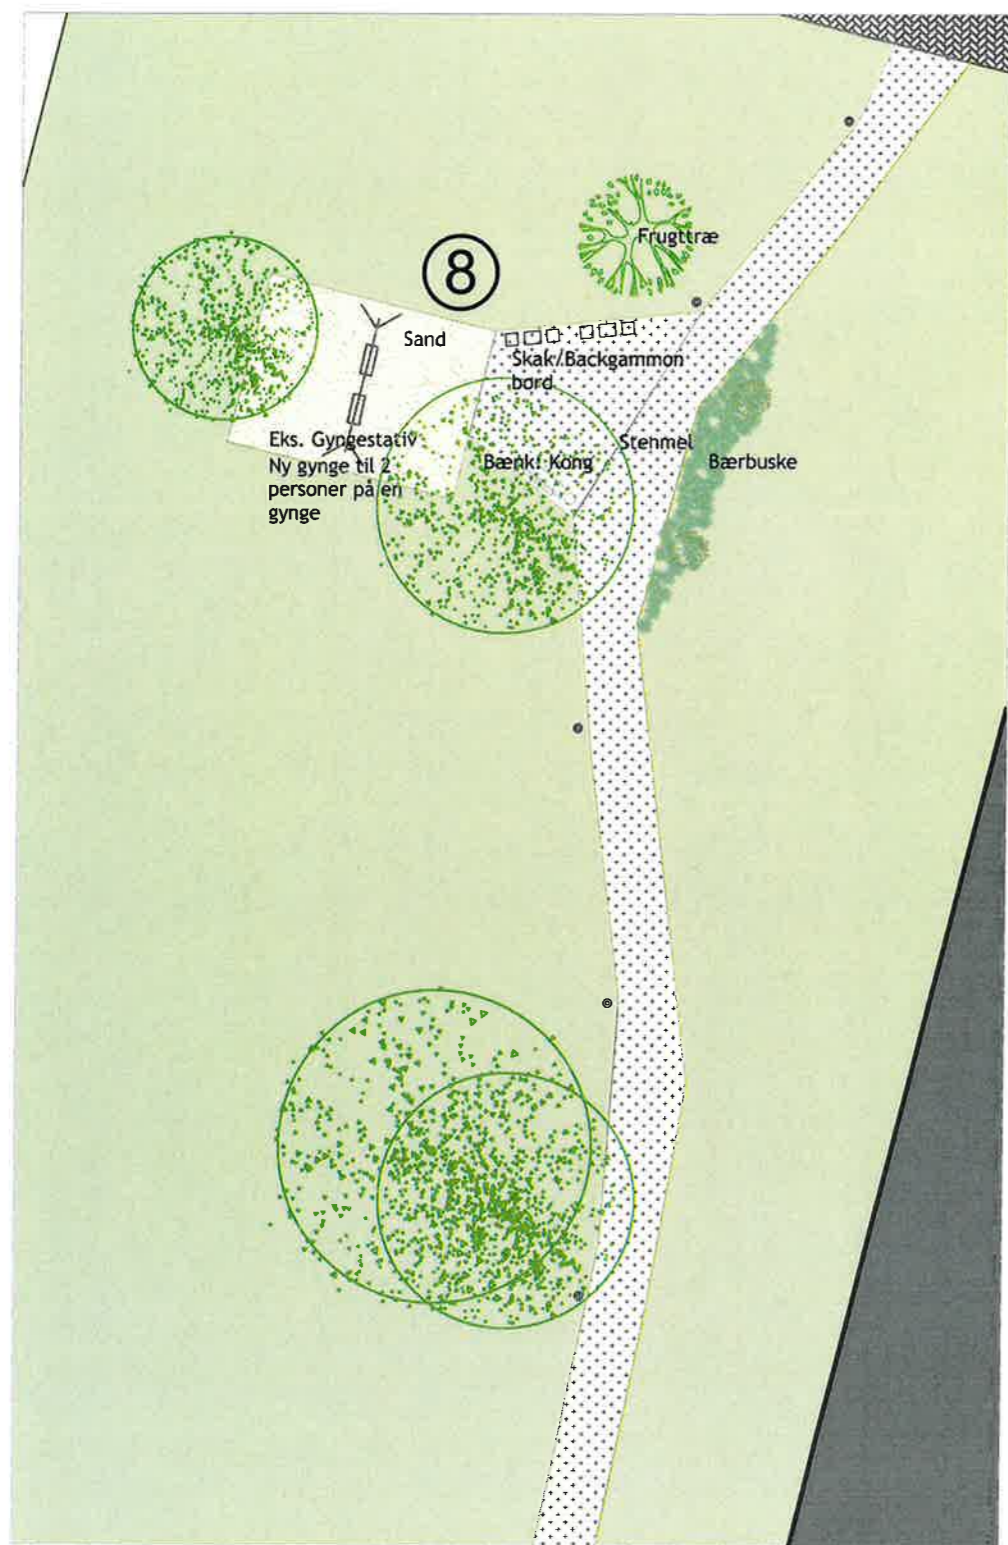 Frugttræ
8
Sand
Skak/Backgammon
bord
Eks. Gyngestativ
Ny gynge til 2
personer på en
gynge
Bænk: Kong
Stenmel
Bærbuske